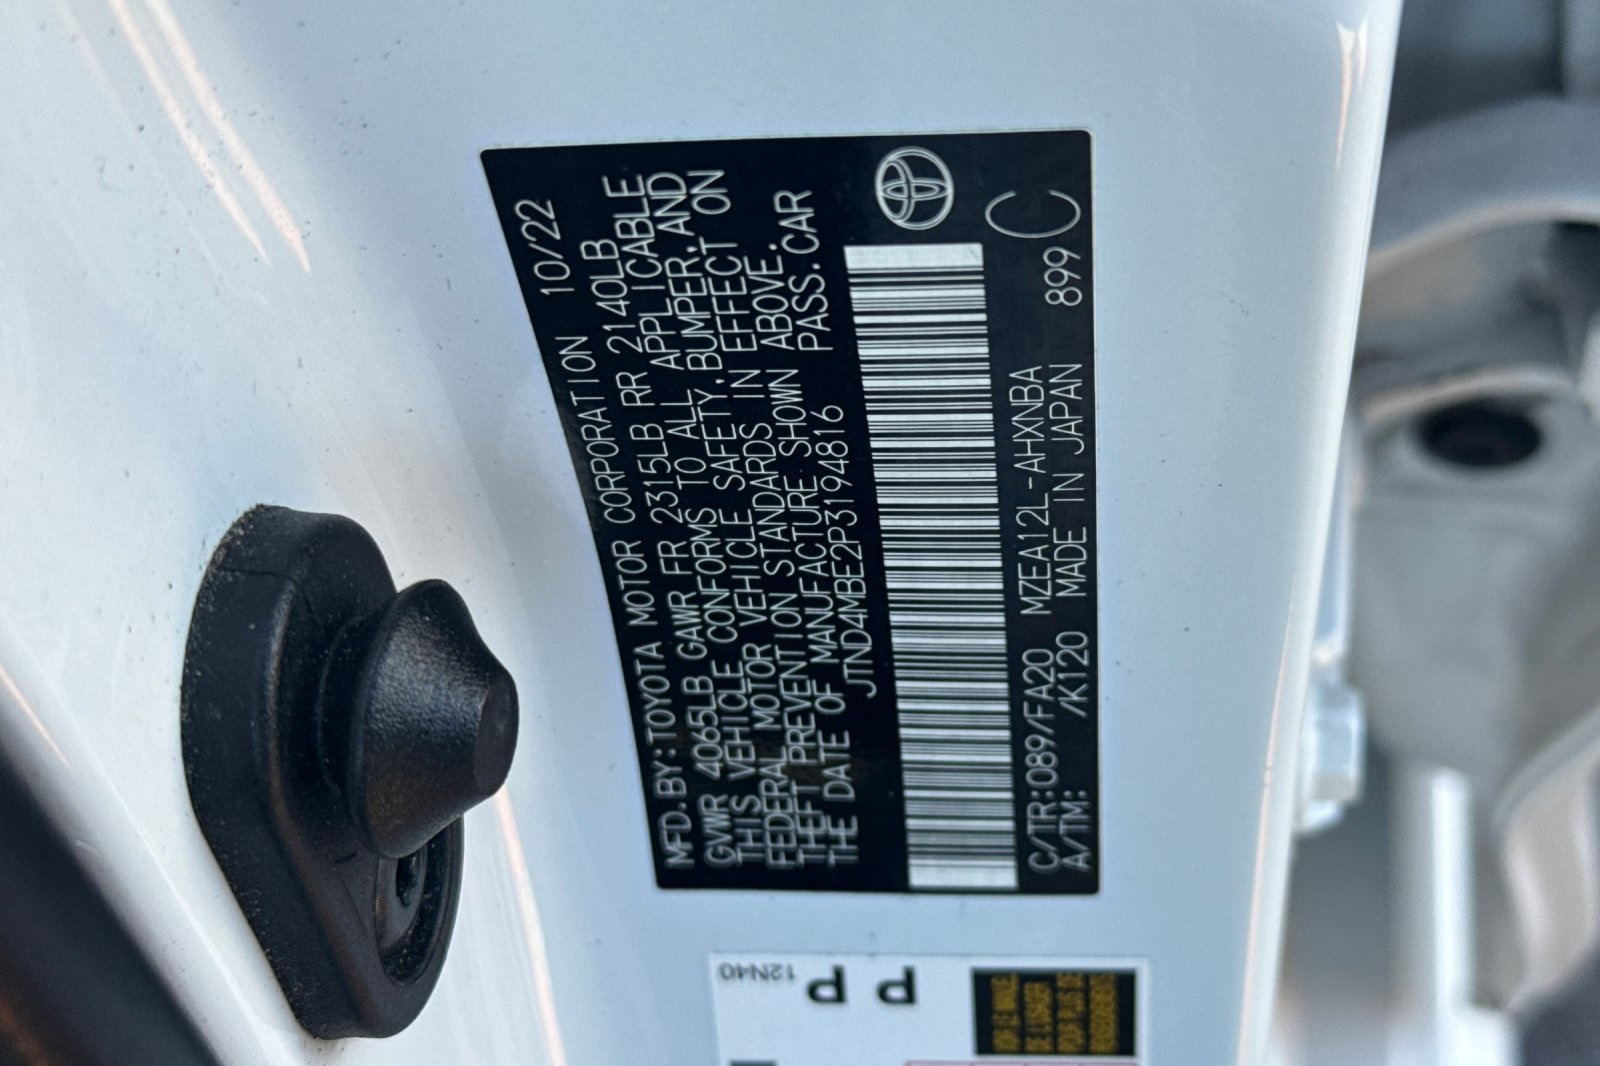 MFD.BY:TOYOTA MOTOR CORPORATION 10/22
GVWR 4065LB GAWR FR 2315LB RR 2140LB
THIS VEHICLE CONFORMS TO ALL APPLICABLE
FEDERAL MOTOR VEHICLE SAFETY,BUMPER,AND
THEFT PREVENTION STANDARDS IN EFFECT ON
THE DATE OF MANUFACTURE SHOWN ABOVE.
JTND4MBE2P3194816 PASS.CAR
C/TR:089/FA20 MZEA12L-AHXNBA 899 C
A/TM: /K120 MADE IN JAPAN
12N40
P
P